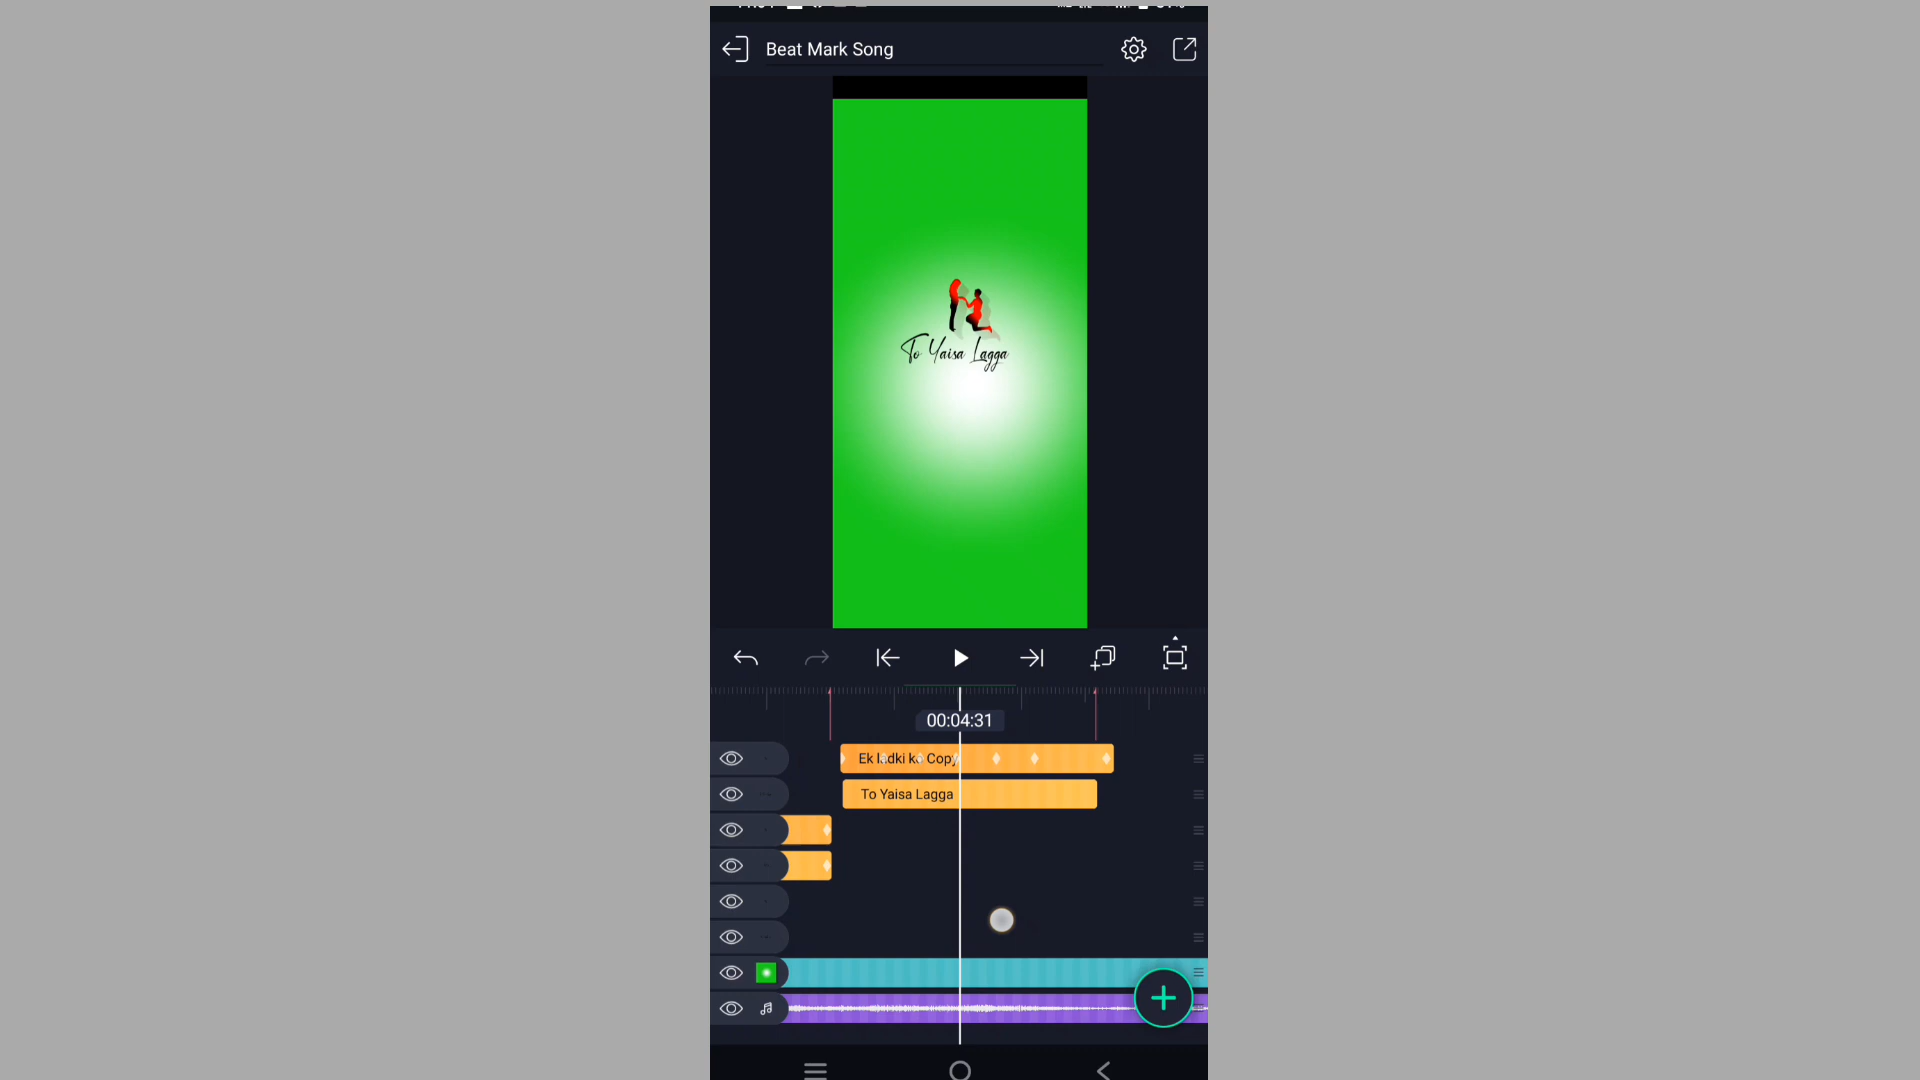 Beat Mark Song
To Yaisa Lagga
00:04:31
Ek ladki ko Copy
To Yaisa Lagga